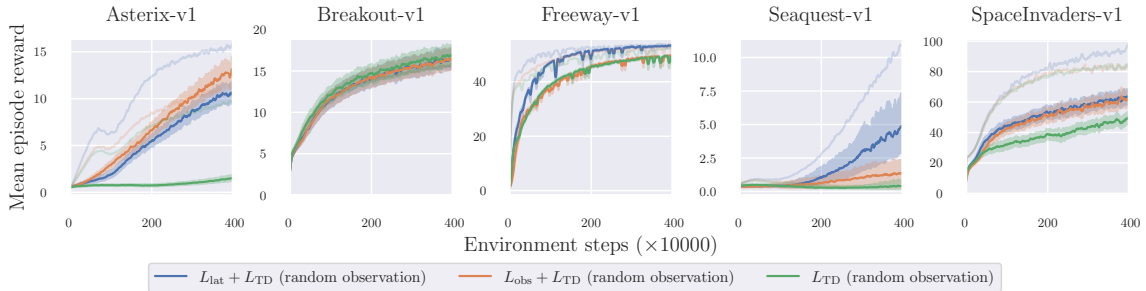 Asterix-v1 Breakout-v1 Freeway-v1 Seaquest-v1 SpaceInvaders-v1
Mean episode reward
15
10
5
0
0 200 400
20
15
10
5
0
0 200 400
40
20
0
0 200 400
10.0
7.5
5.0
2.5
0.0
0 200 400
100
80
60
40
20
0
0 200 400
Environment steps (×10000)
L_lat + L_TD (random observation) L_obs + L_TD (random observation) L_TD (random observation)